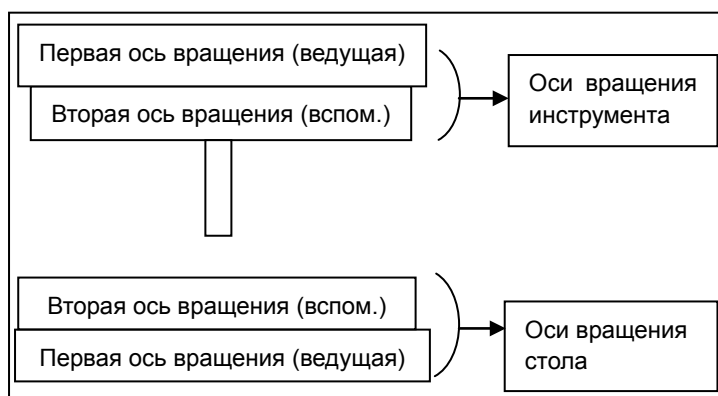 Первая ось вращения (ведущая)
Вторая ось вращения (вспом.)
Оси вращения
инструмента
Вторая ось вращения (вспом.)
Первая ось вращения (ведущая)
Оси вращения
стола